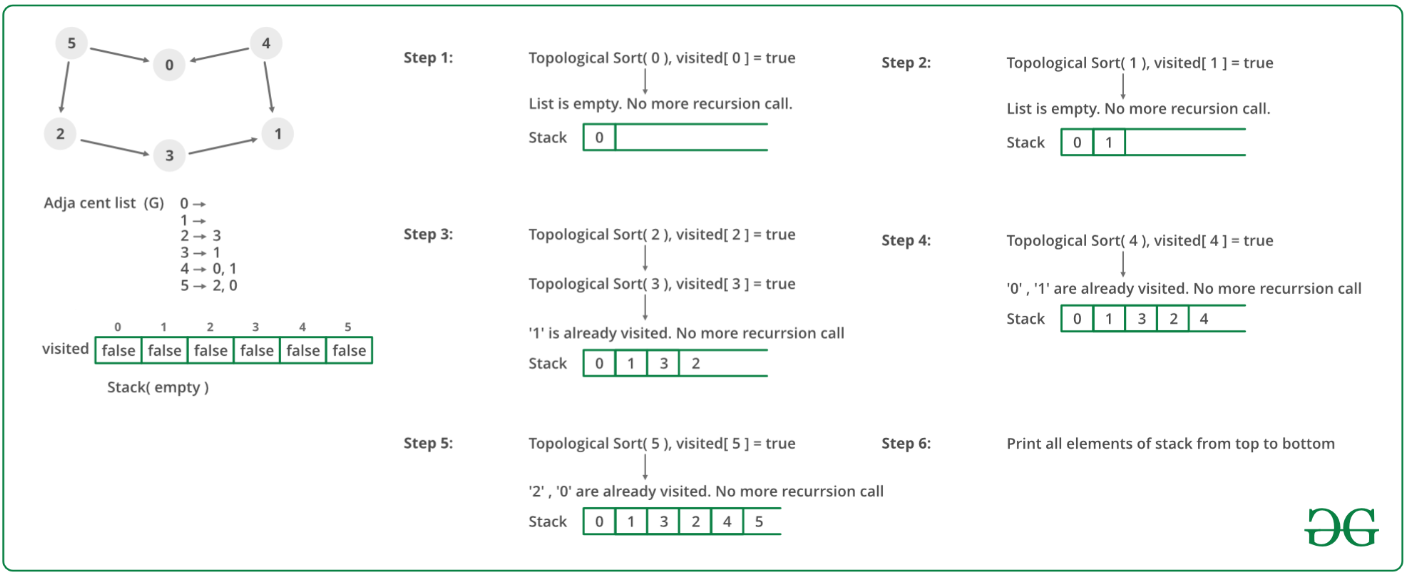 5
4
0
2
1
3
Adja cent list (G) 0 →
1 →
2 → 3
3 → 1
4 → 0, 1
5 → 2, 0
0 1 2 3 4 5
visited false false false false false false
Stack( empty )
Step 1: Topological Sort( 0 ), visited[ 0 ] = true
List is empty. No more recursion call.
Stack 0
Step 2: Topological Sort( 1 ), visited[ 1 ] = true
List is empty. No more recursion call.
Stack 0 1
Step 3: Topological Sort( 2 ), visited[ 2 ] = true
Topological Sort( 3 ), visited[ 3 ] = true
'1' is already visited. No more recurrsion call
Stack 0 1 3 2
Step 4: Topological Sort( 4 ), visited[ 4 ] = true
'0' , '1' are already visited. No more recurrsion call
Stack 0 1 3 2 4
Step 5: Topological Sort( 5 ), visited[ 5 ] = true
'2' , '0' are already visited. No more recurrsion call
Stack 0 1 3 2 4 5
Step 6: Print all elements of stack from top to bottom